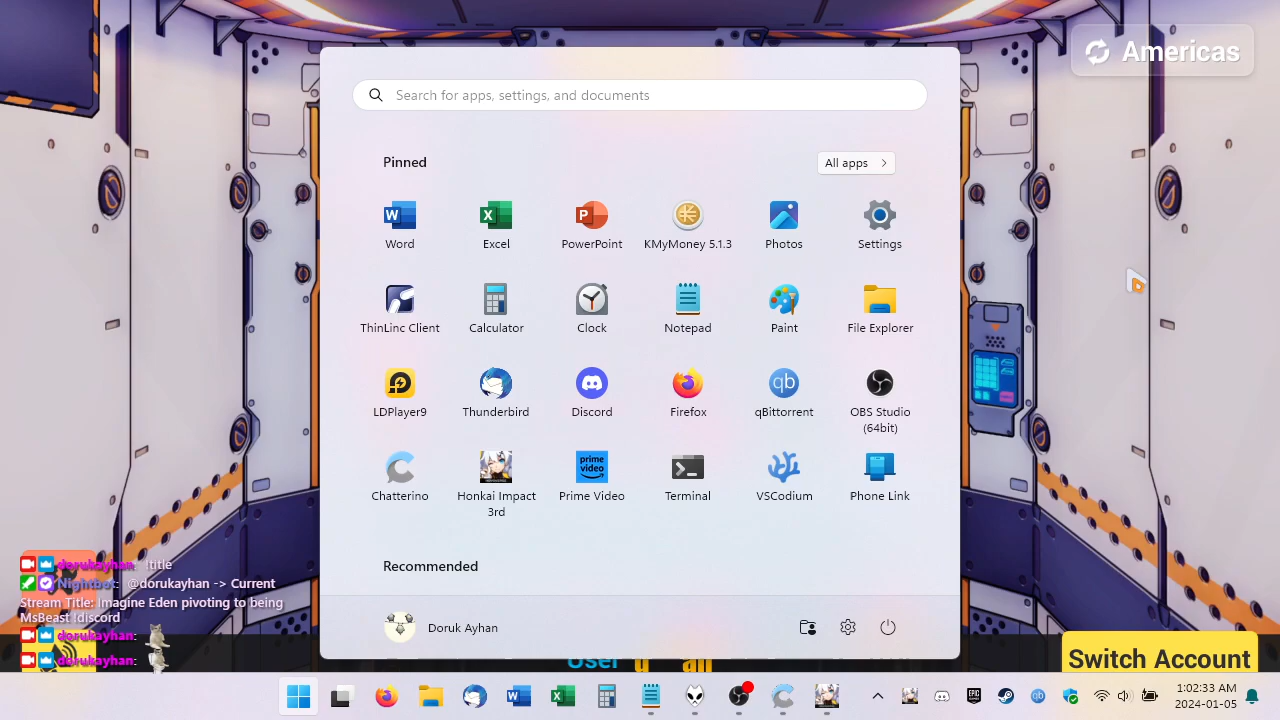 Americas
Search for apps, settings, and documents
Pinned
All apps
Word
Excel
PowerPoint
KMyMoney 5.1.3
Photos
Settings
ThinLinc Client
Calculator
Clock
Notepad
Paint
File Explorer
LDPlayer9
Thunderbird
Discord
Firefox
qBittorrent
OBS Studio
(64bit)
Chatterino
Honkai Impact
3rd
prime video
Prime Video
Terminal
VSCodium
Phone Link
Recommended
Doruk Ayhan
dorukayhan: !title
Nightbot: @dorukayhan -> Current
Stream Title: Imagine Eden pivoting to being
MsBeast !discord
dorukayhan:
dorukayhan:
Switch Account
1:02:33 AM
2024-01-05